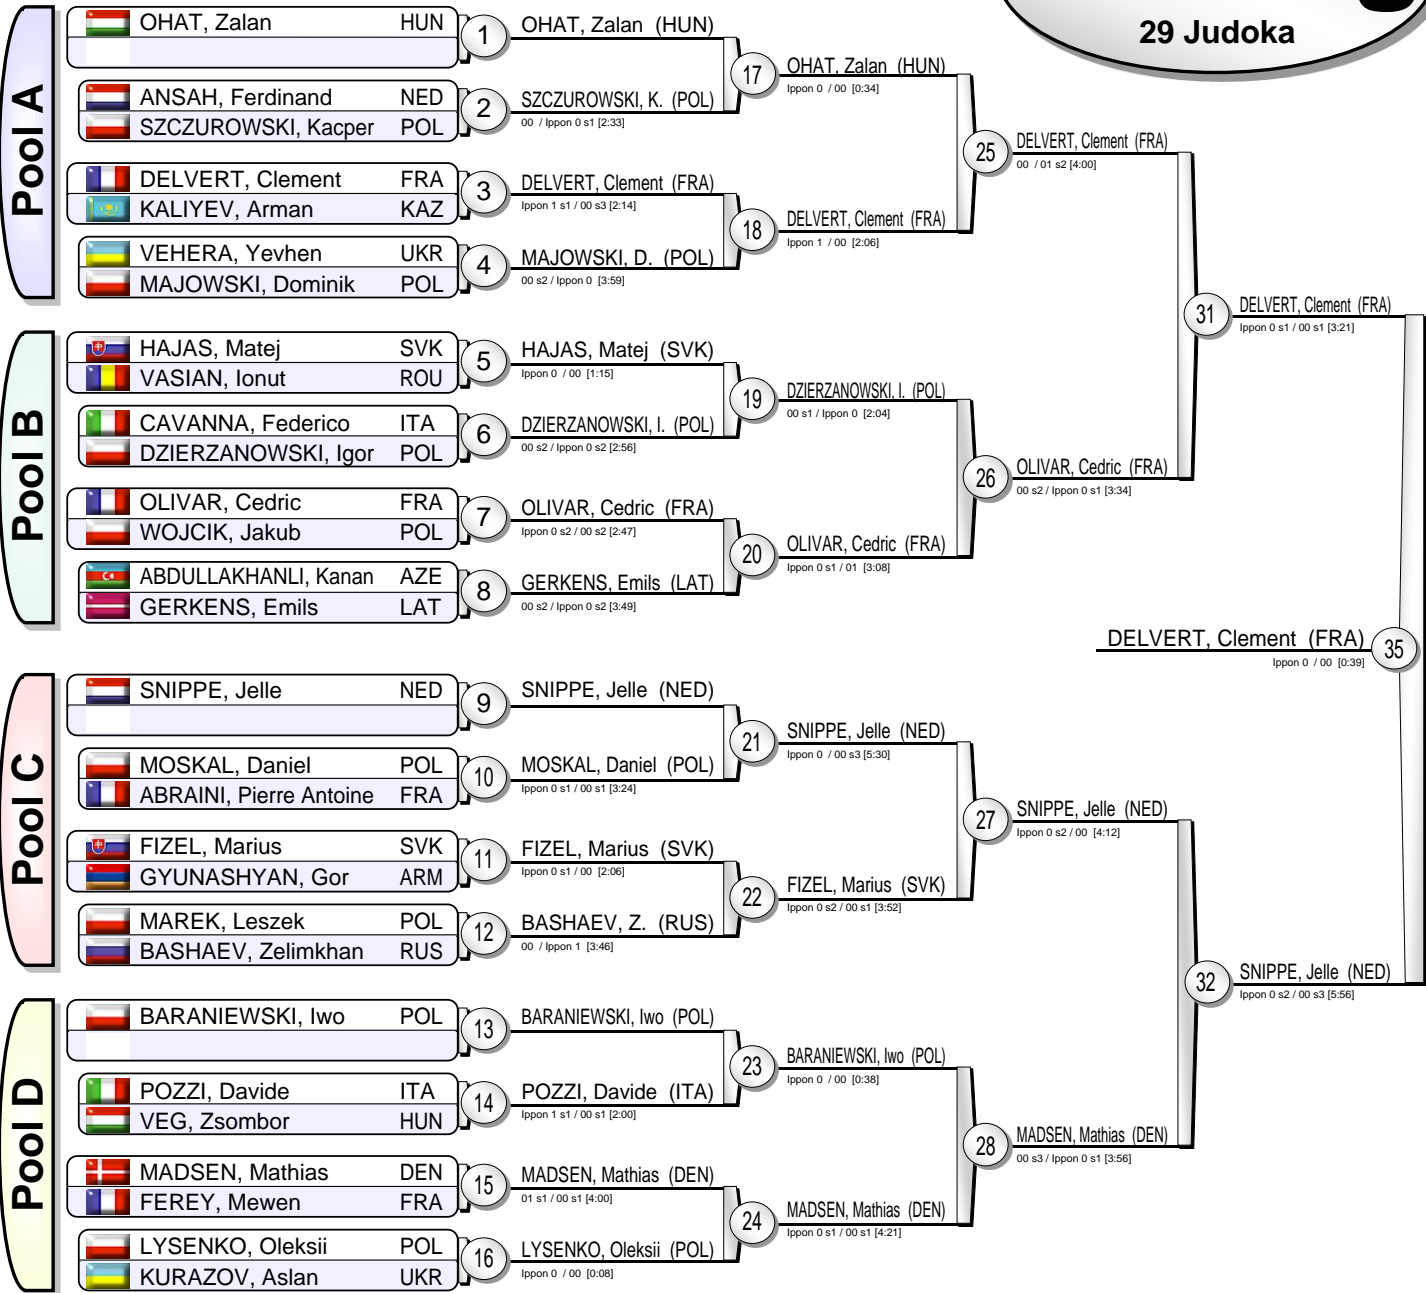 29 Judoka
Pool A
OHAT, Zalan HUN
1
OHAT, Zalan (HUN)
ANSAH, Ferdinand NED
SZCZUROWSKI, Kacper POL
2
SZCZUROWSKI, K. (POL)
00 / Ippon 0 s1 [2:33]
17
OHAT, Zalan (HUN)
Ippon 0 / 00 [0:34]
DELVERT, Clement FRA
KALIYEV, Arman KAZ
3
DELVERT, Clement (FRA)
Ippon 1 s1 / 00 s3 [2:14]
VEHERA, Yevhen UKR
MAJOWSKI, Dominik POL
4
MAJOWSKI, D. (POL)
00 s2 / Ippon 0 [3:59]
18
DELVERT, Clement (FRA)
Ippon 1 / 00 [2:06]
25
DELVERT, Clement (FRA)
00 / 01 s2 [4:00]
Pool B
HAJAS, Matej SVK
VASIAN, Ionut ROU
5
HAJAS, Matej (SVK)
Ippon 0 / 00 [1:15]
CAVANNA, Federico ITA
DZIERZANOWSKI, Igor POL
6
DZIERZANOWSKI, I. (POL)
00 s2 / Ippon 0 s2 [2:56]
19
DZIERZANOWSKI, I. (POL)
00 s1 / Ippon 0 [2:04]
OLIVAR, Cedric FRA
WOJCIK, Jakub POL
7
OLIVAR, Cedric (FRA)
Ippon 0 s2 / 00 s2 [2:47]
ABDULLAKHANLI, Kanan AZE
GERKENS, Emils LAT
8
GERKENS, Emils (LAT)
00 s2 / Ippon 0 s2 [3:49]
20
OLIVAR, Cedric (FRA)
Ippon 0 s1 / 01 [3:08]
26
OLIVAR, Cedric (FRA)
00 s2 / Ippon 0 s1 [3:34]
31
DELVERT, Clement (FRA)
Ippon 0 s1 / 00 s1 [3:21]
DELVERT, Clement (FRA)
Ippon 0 / 00 [0:39]
35
Pool C
SNIPPE, Jelle NED
9
SNIPPE, Jelle (NED)
MOSKAL, Daniel POL
ABRAINI, Pierre Antoine FRA
10
MOSKAL, Daniel (POL)
Ippon 0 s1 / 00 s1 [3:24]
21
SNIPPE, Jelle (NED)
Ippon 0 / 00 s3 [5:30]
FIZEL, Marius SVK
GYUNASHYAN, Gor ARM
11
FIZEL, Marius (SVK)
Ippon 0 s1 / 00 [2:06]
MAREK, Leszek POL
BASHAEV, Zelimkhan RUS
12
BASHAEV, Z. (RUS)
00 / Ippon 1 [3:46]
22
FIZEL, Marius (SVK)
Ippon 0 s2 / 00 s1 [3:52]
27
SNIPPE, Jelle (NED)
Ippon 0 s2 / 00 [4:12]
Pool D
BARANIEWSKI, Iwo POL
13
BARANIEWSKI, Iwo (POL)
POZZI, Davide ITA
VEG, Zsombor HUN
14
POZZI, Davide (ITA)
Ippon 1 s1 / 00 s1 [2:00]
23
BARANIEWSKI, Iwo (POL)
Ippon 0 / 00 [0:38]
MADSEN, Mathias DEN
FEREY, Mewen FRA
15
MADSEN, Mathias (DEN)
01 s1 / 00 s1 [4:00]
LYSENKO, Oleksii POL
KURAZOV, Aslan UKR
16
LYSENKO, Oleksii (POL)
Ippon 0 / 00 [0:08]
24
MADSEN, Mathias (DEN)
Ippon 0 s1 / 00 s1 [4:21]
28
MADSEN, Mathias (DEN)
00 s3 / Ippon 0 s1 [3:56]
32
SNIPPE, Jelle (NED)
Ippon 0 s2 / 00 s3 [5:56]